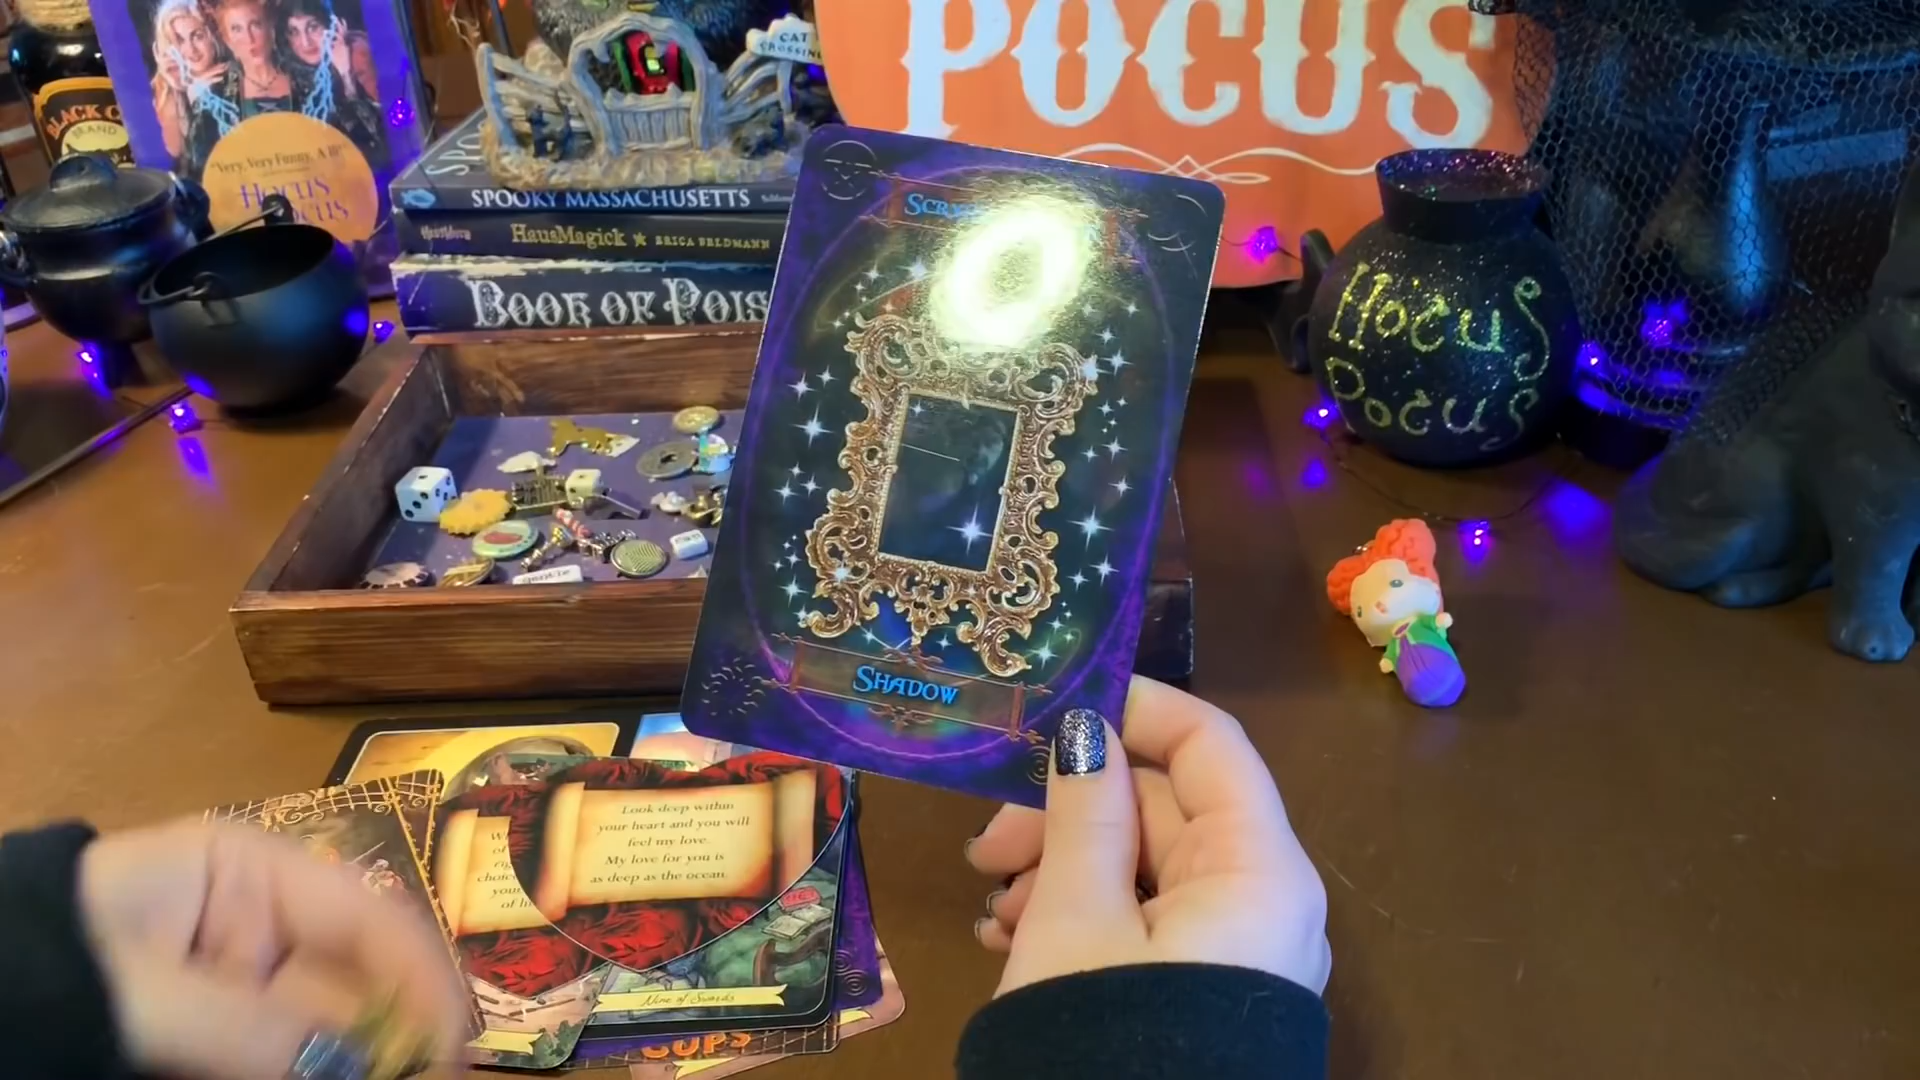 POCUS
CAT
CROSSING
BLACK
BRAND
"Very, Very Funny. A
HOCUS
POCUS
SPOOKY MASSACHUSETTS
HausMagick ★ ERICA FELDMANN
BOOK OF POIS
HOCUS
POCUS
SHADOW
Look deep within
your heart and you will
feel my love.
My love for you is
as deep as the ocean.
Nine of Swords
CUPS